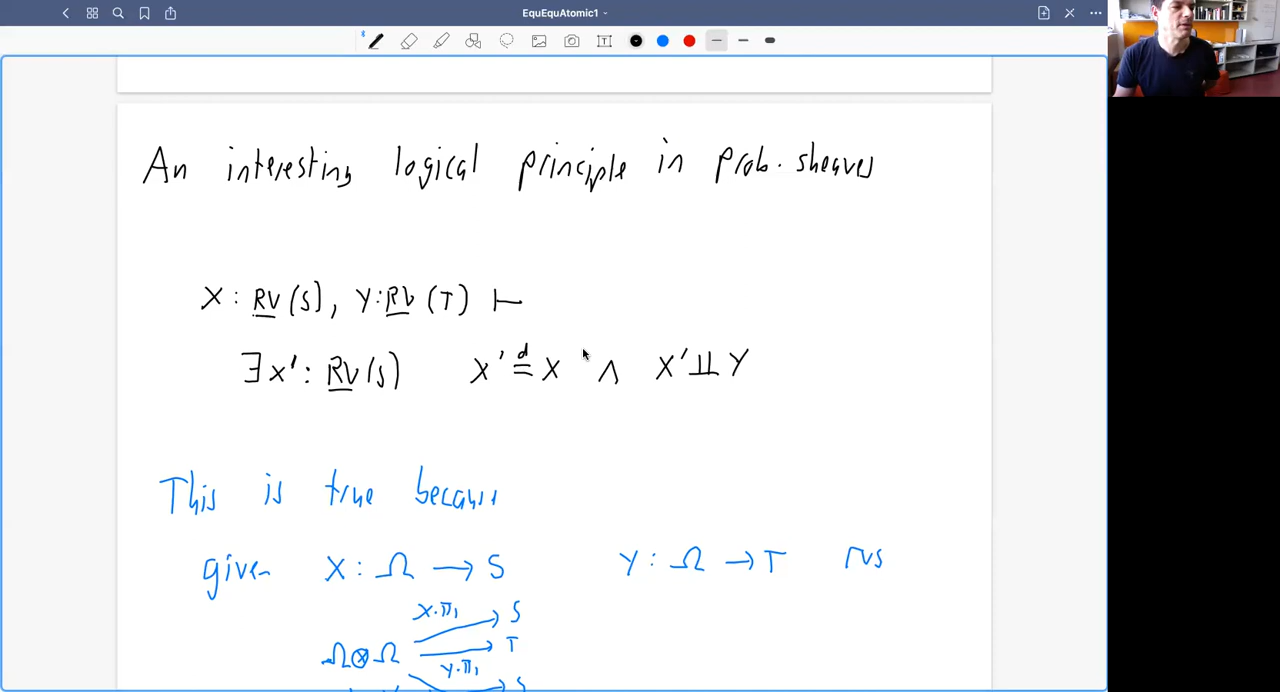 EquEquAtomic1
An interesting logical principle in prob. sheaves
X : RV(S), Y : RV(T) ⊢
∃X' : RV(S) X' =ᵈ X ∧ X' ⫫ Y
This is true because
given X : Ω → S Y : Ω → T rvs
X·π₁ S
Ω⊗Ω T
Y·π₁
S